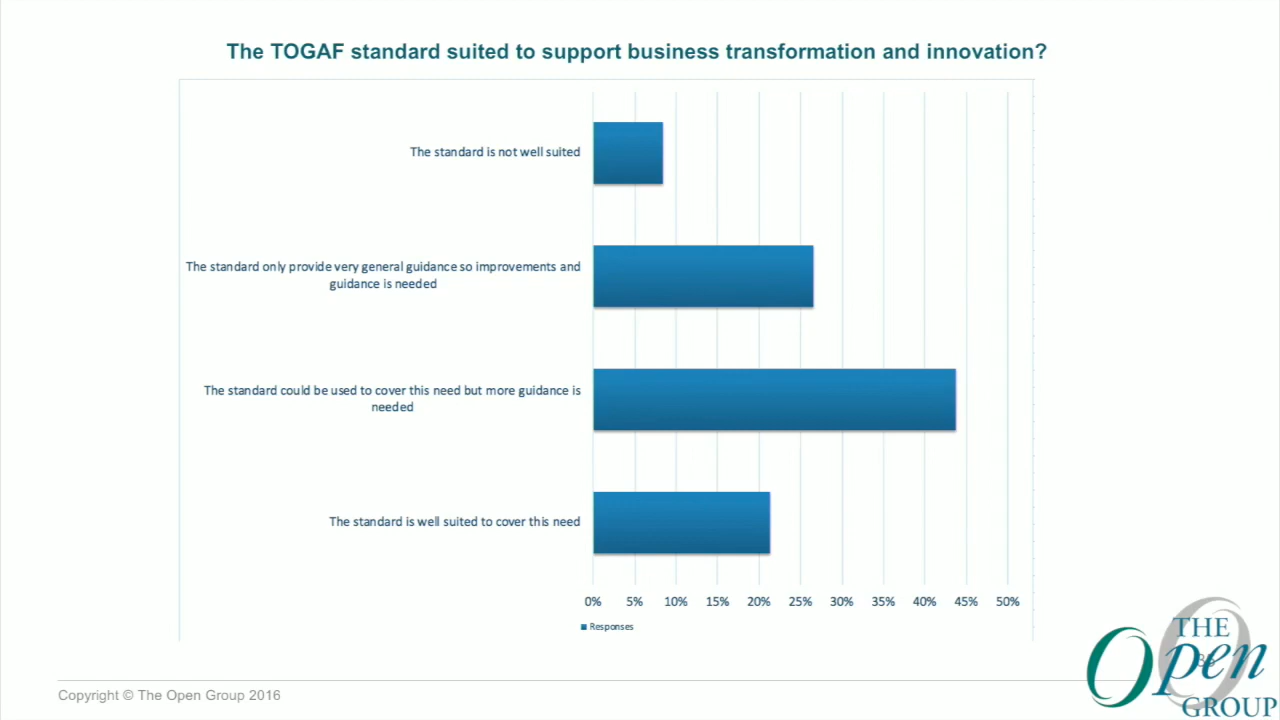 The TOGAF standard suited to support business transformation and innovation?
The standard is not well suited
The standard only provide very general guidance so improvements and
guidance is needed
The standard could be used to cover this need but more guidance is
needed
The standard is well suited to cover this need
0% 5% 10% 15% 20% 25% 30% 35% 40% 45% 50%
Responses
Copyright © The Open Group 2016
THE
Open
GROUP